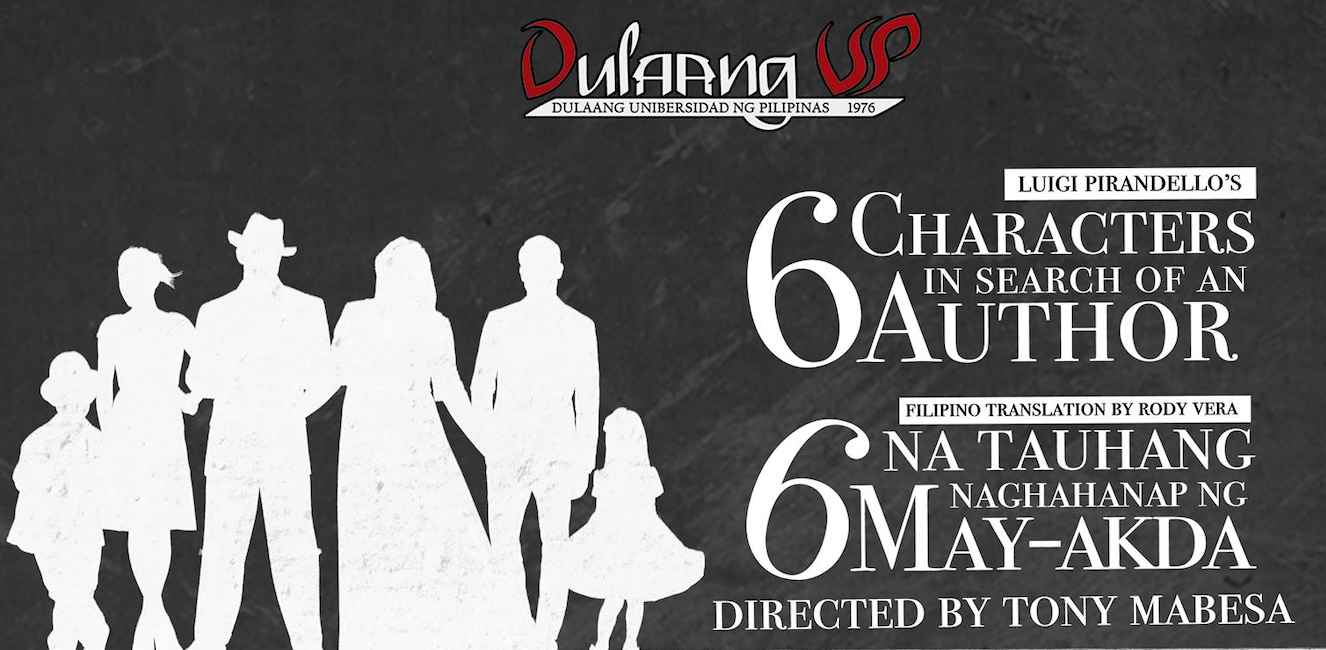 Dulaang UP
DULAANG UNIBERSIDAD NG PILIPINAS 1976
LUIGI PIRANDELLO'S
6 CHARACTERS
IN SEARCH OF AN
AUTHOR
FILIPINO TRANSLATION BY RODY VERA
6 NA TAUHANG
NAGHAHANAP NG
MAY-AKDA
DIRECTED BY TONY MABESA